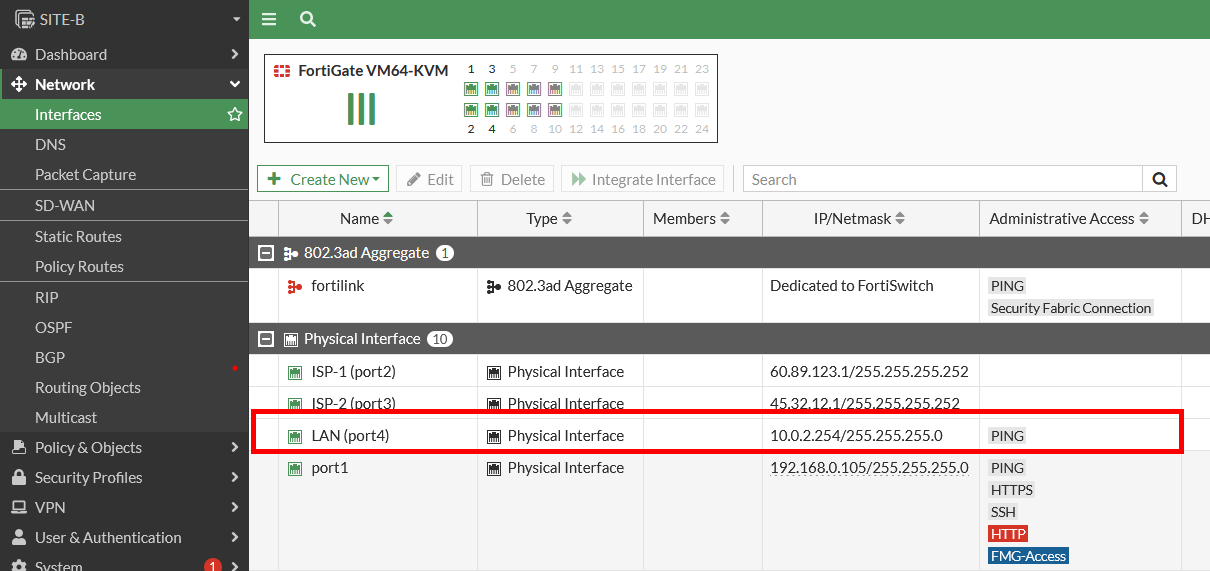 SITE-B
Dashboard
Network
Interfaces
DNS
Packet Capture
SD-WAN
Static Routes
Policy Routes
RIP
OSPF
BGP
Routing Objects
Multicast
Policy & Objects
Security Profiles
VPN
User & Authentication
System 1
FortiGate VM64-KVM
1 3 5 7 9 11 13 15 17 19 21 23
2 4 6 8 10 12 14 16 18 20 22 24
Create New Edit Delete Integrate Interface Search
Name Type Members IP/Netmask Administrative Access DH
802.3ad Aggregate 1
fortilink 802.3ad Aggregate Dedicated to FortiSwitch PING
Security Fabric Connection
Physical Interface 10
ISP-1 (port2) Physical Interface 60.89.123.1/255.255.255.252
ISP-2 (port3) Physical Interface 45.32.12.1/255.255.255.252
LAN (port4) Physical Interface 10.0.2.254/255.255.255.0 PING
port1 Physical Interface 192.168.0.105/255.255.255.0 PING
HTTPS
SSH
HTTP
FMG-Access